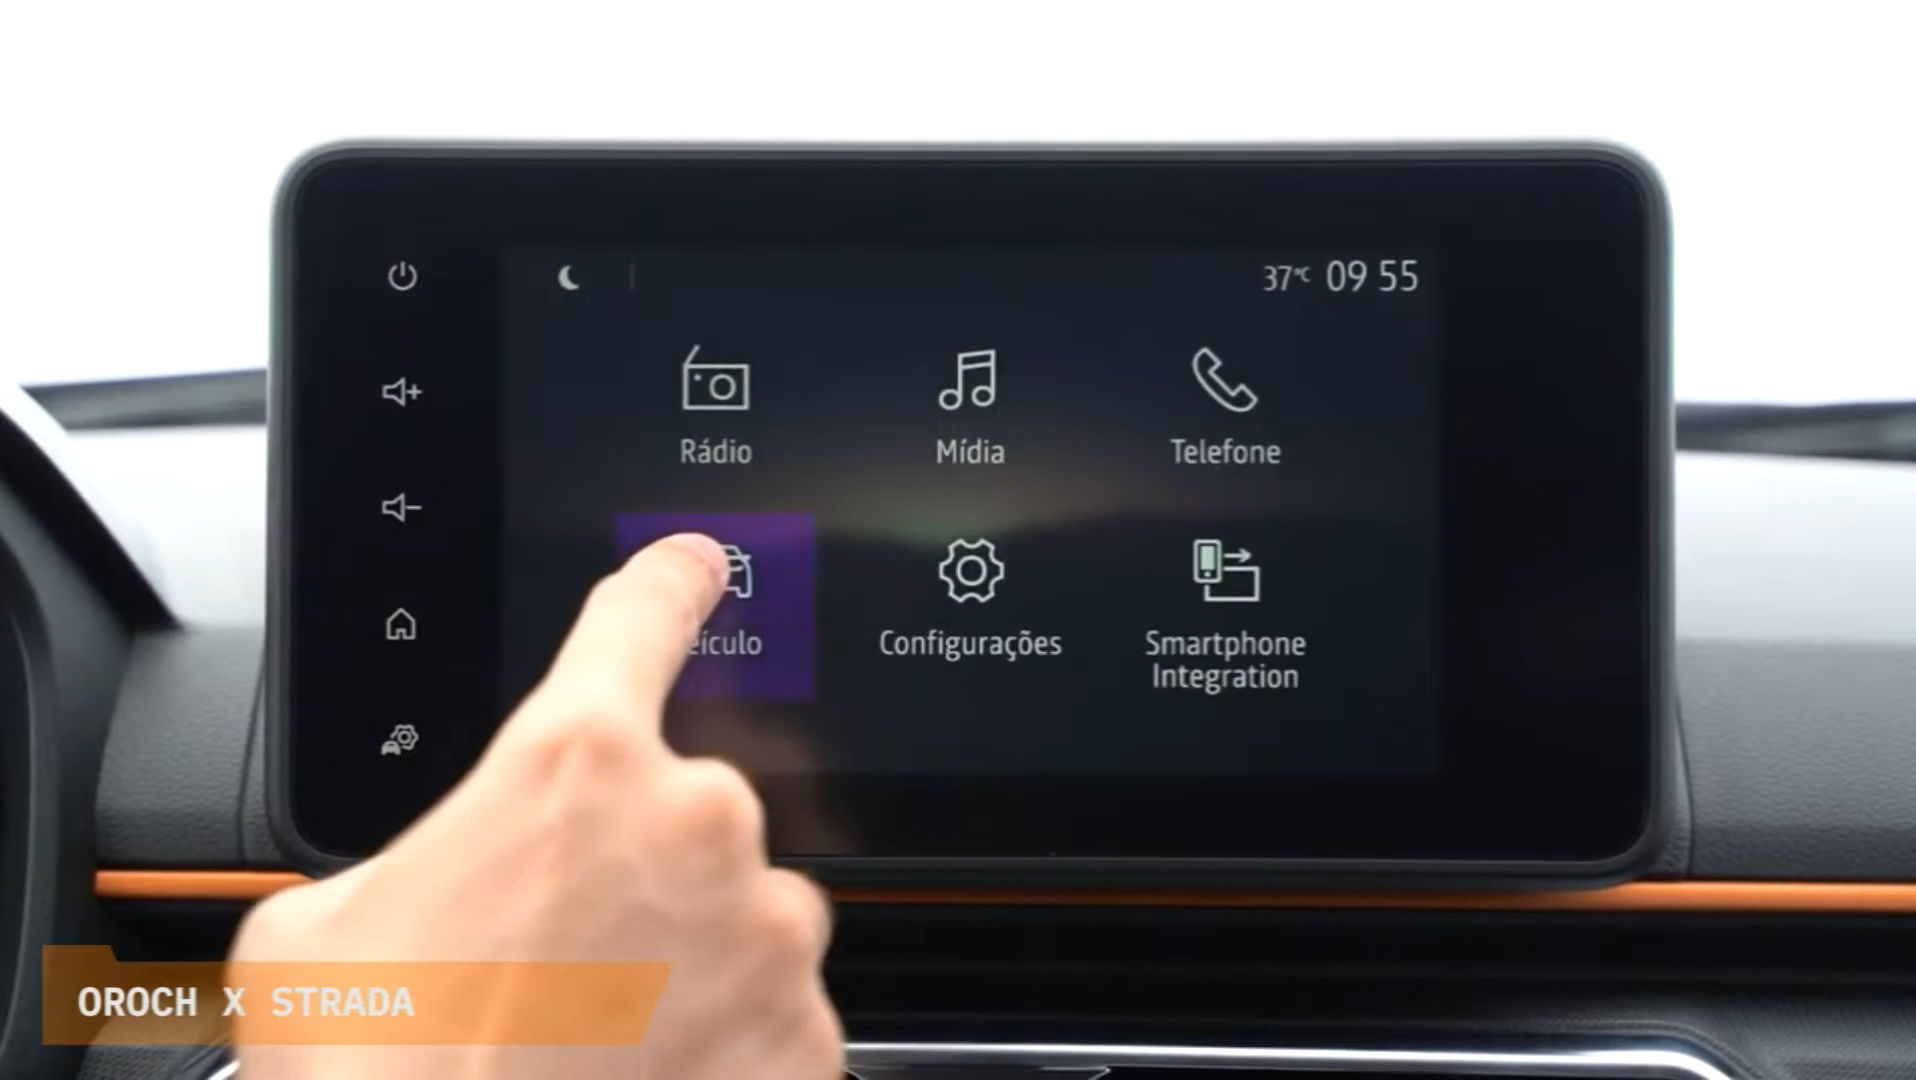 37°C 09 55
Rádio
Mídia
Telefone
eículo
Configurações
Smartphone
Integration
OROCH X STRADA